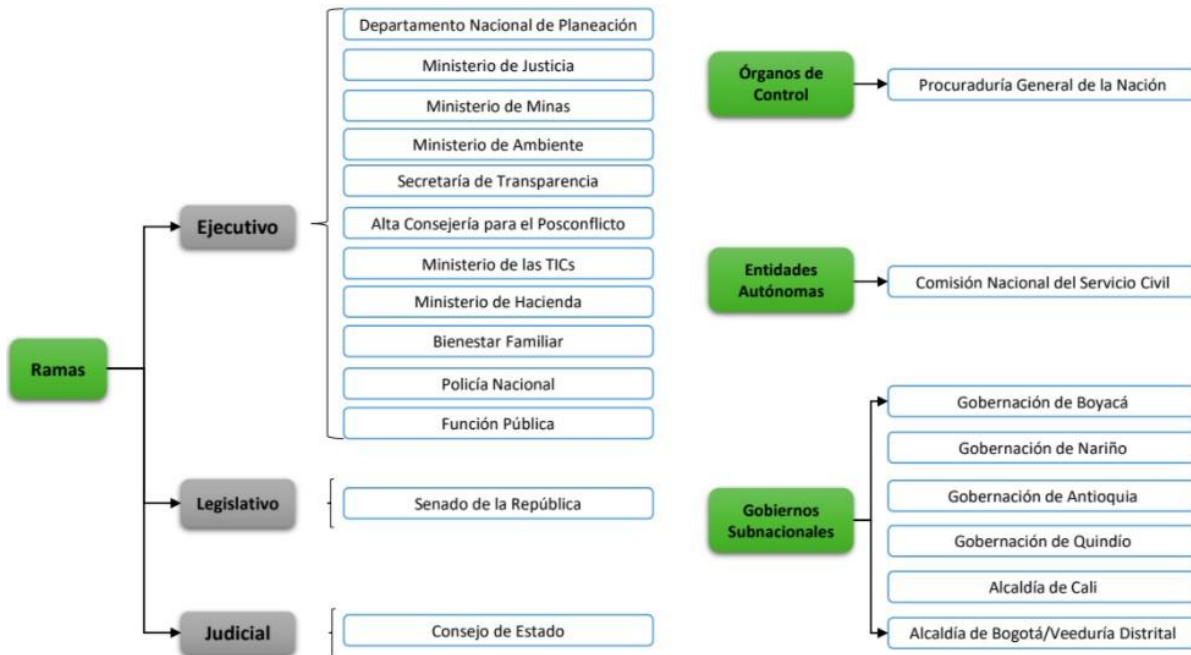 Ramas
Ejecutivo
Departamento Nacional de Planeación
Ministerio de Justicia
Ministerio de Minas
Ministerio de Ambiente
Secretaría de Transparencia
Alta Consejería para el Posconflicto
Ministerio de las TICs
Ministerio de Hacienda
Bienestar Familiar
Policía Nacional
Función Pública
Legislativo
Senado de la República
Judicial
Consejo de Estado
Órganos de
Control
Procuraduría General de la Nación
Entidades
Autónomas
Comisión Nacional del Servicio Civil
Gobiernos
Subnacionales
Gobernación de Boyacá
Gobernación de Nariño
Gobernación de Antioquia
Gobernación de Quindío
Alcaldía de Cali
Alcaldía de Bogotá/Veeduría Distrital